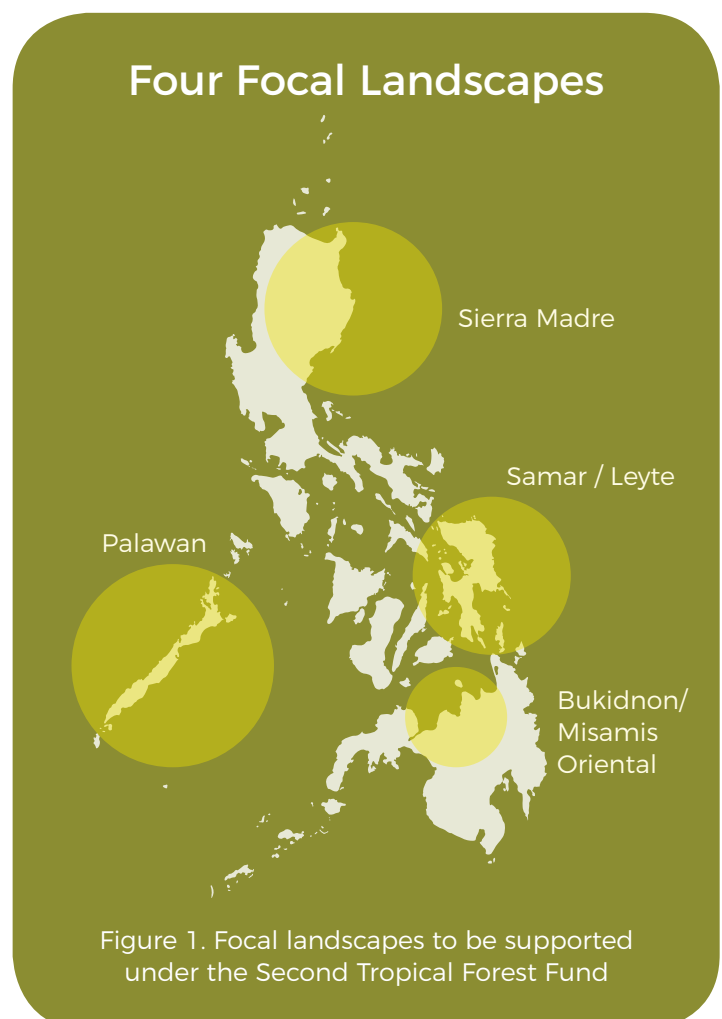 Four Focal Landscapes
Sierra Madre
Samar / Leyte
Palawan
Bukidnon/
Misamis
Oriental
Figure 1. Focal landscapes to be supported
under the Second Tropical Forest Fund